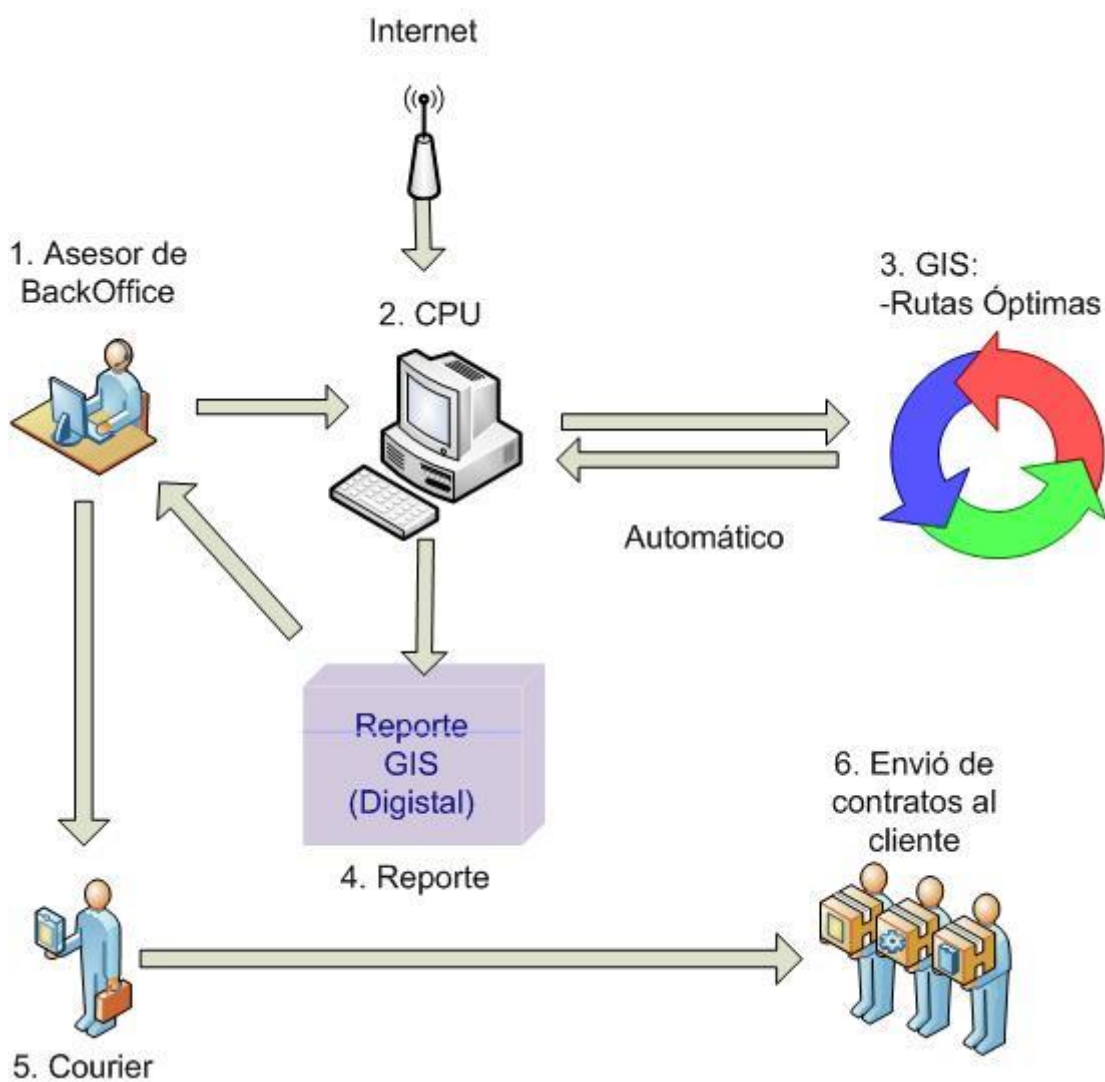 Internet
1. Asesor de
BackOffice
2. CPU
3. GIS:
-Rutas Óptimas
Automático
Reporte
GIS
(Digistal)
4. Reporte
6. Envió de
contratos al
cliente
5. Courier